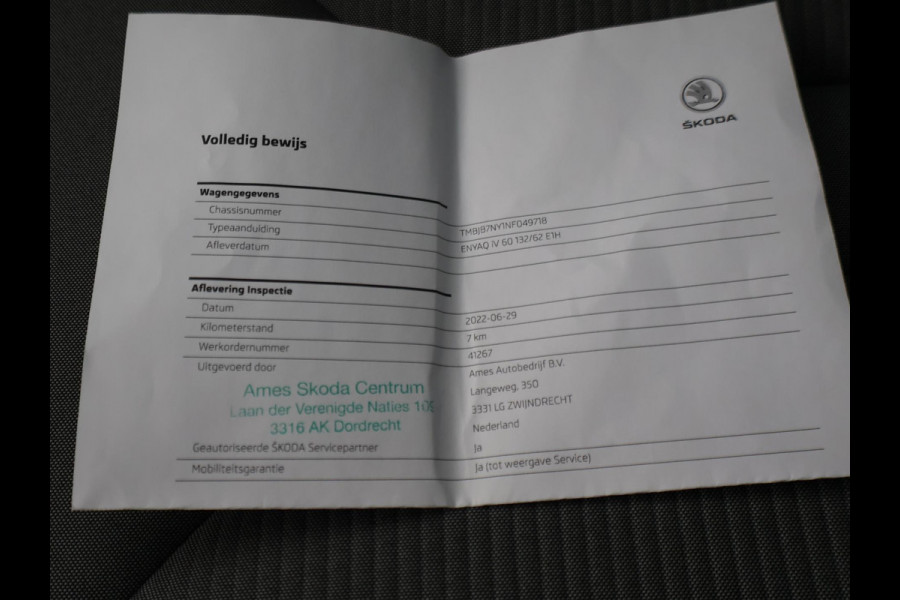 ŠKODA
Volledig bewijs
Wagengegevens
Chassisnummer TMBJB7NY1NF049718
Typeaanduiding ENYAQ iV 60 132/62 E1H
Afleverdatum
Aflevering Inspectie
Datum 2022-06-29
Kilometerstand 7 km
Werkordernummer 41267
Uitgevoerd door Ames Autobedrijf B.V.
Langeweg. 350
3331 LG ZWIJNDRECHT
Nederland
Ames Skoda Centrum
Laan der Verenigde Naties
3316 AK Dordrecht
Geautoriseerde ŠKODA Servicepartner Ja
Mobiliteitsgarantie Ja (tot weergave Service)